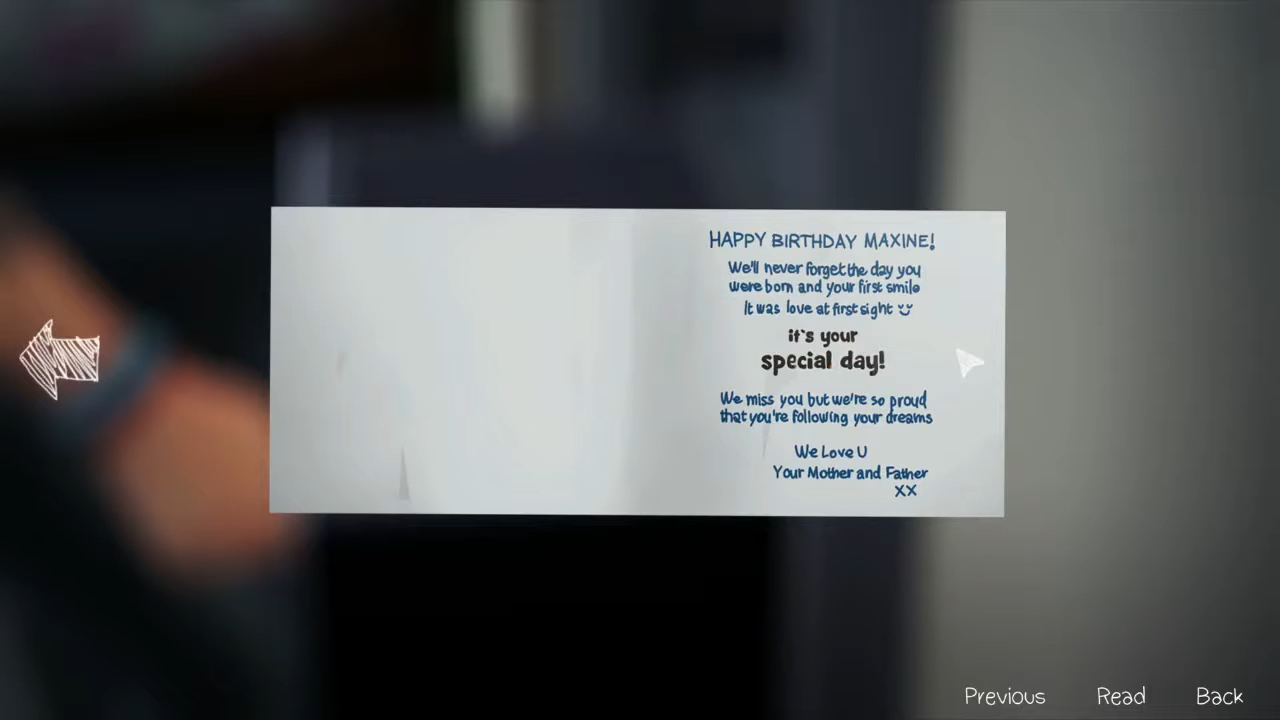 HAPPY BIRTHDAY MAXINE!
We'll never forget the day you
were born and your first smile
It was love at first sight
it's your
special day!
We miss you but we're so proud
that you're following your dreams
We Love U
Your Mother and Father
XX
Previous Read Back